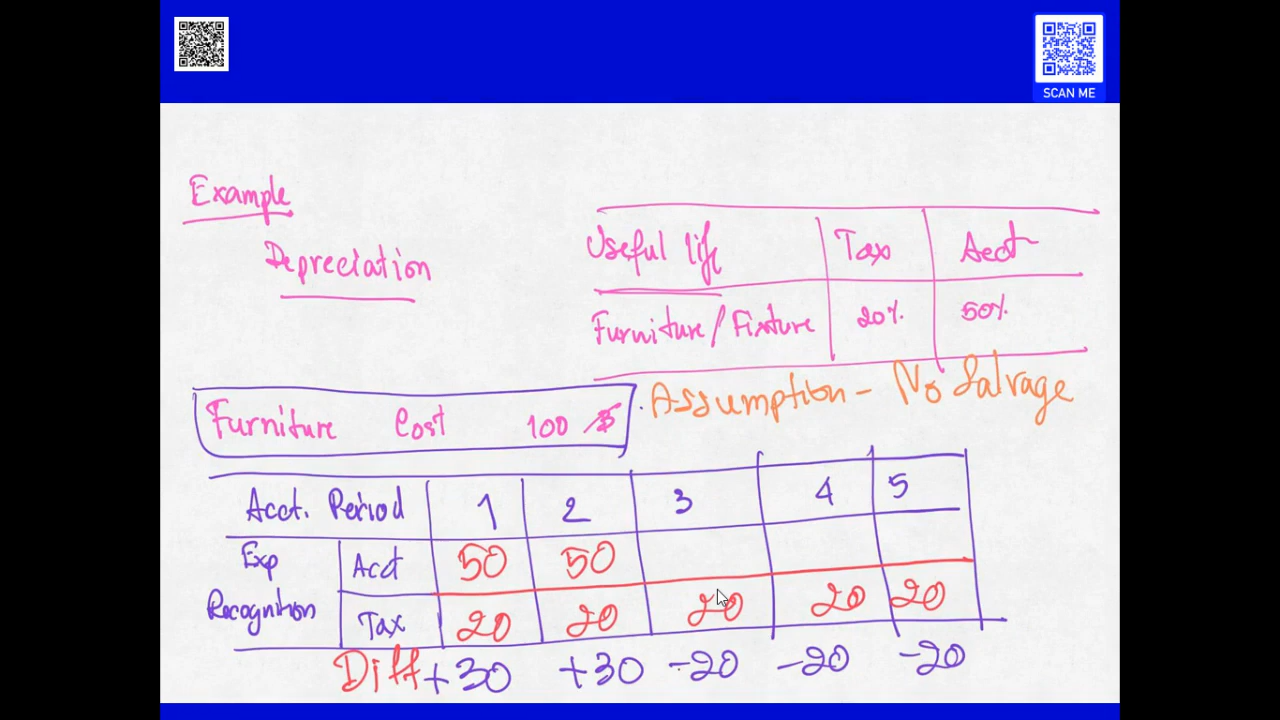 SCAN ME
Example
Depreciation
Useful life Tax Acct
Furniture/Fixture 20% 50%
Assumption - No Salvage
Furniture Cost 100 $
Acct. Period 1 2 3 4 5
Exp Recognition
Acct 50 50
Tax 20 20 20 20 20
Diff +30 +30 -20 -20 -20